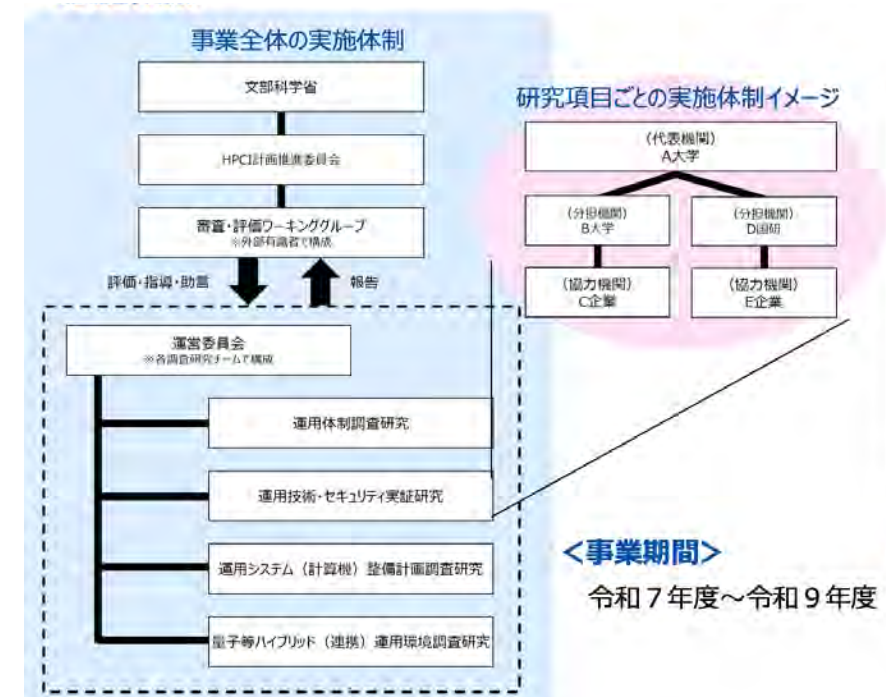 事業全体の実施体制
文部科学省
HPCI計画推進委員会
審査・評価ワーキンググループ
※外部有識者で構成
評価・指導・助言
報告
運営委員会
※各調査研究チームで構成
運用体制調査研究
運用技術・セキュリティ実証研究
運用システム（計算機）整備計画調査研究
量子等ハイブリッド（連携）運用環境調査研究
研究項目ごとの実施体制イメージ
（代表機関）
A大学
（分担機関）
B大学
（分担機関）
D国研
（協力機関）
C企業
（協力機関）
E企業
＜事業期間＞
令和７年度～令和９年度